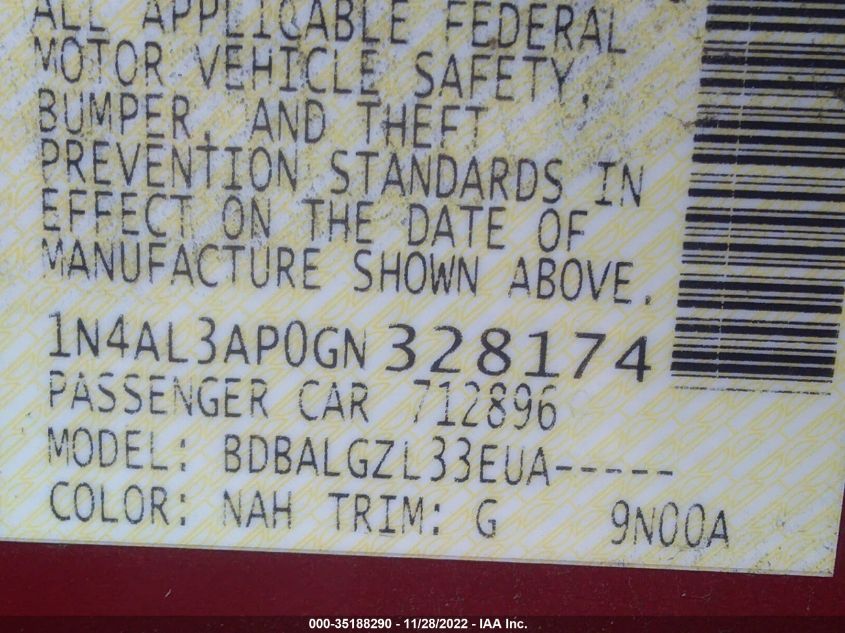 ALL APPLICABLE FEDERAL
MOTOR VEHICLE SAFETY,
BUMPER, AND THEFT
PREVENTION STANDARDS IN
EFFECT ON THE DATE OF
MANUFACTURE SHOWN ABOVE.
1N4AL3AP0GN328174
PASSENGER CAR 712896
MODEL: BDBALGZL33EUA-----
COLOR: NAH TRIM: G 9N00A
000-35188290 - 11/28/2022 - IAA Inc.